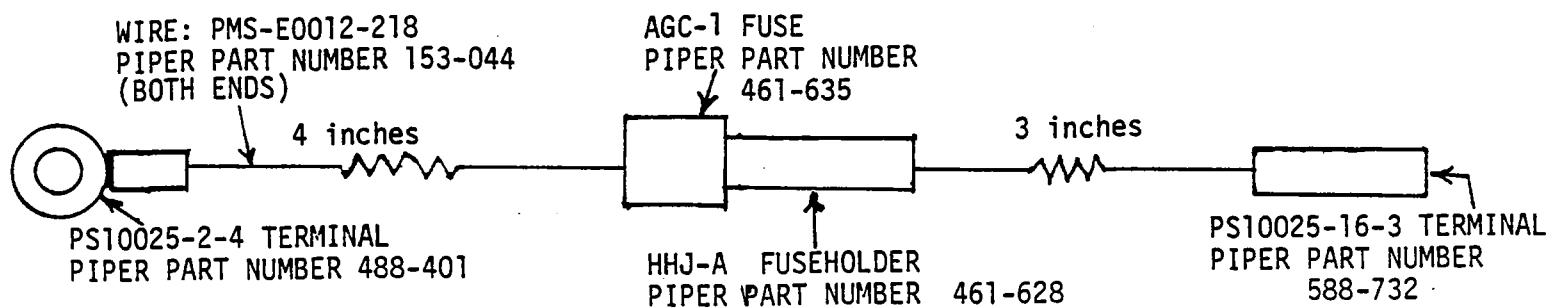 WIRE: PMS-E0012-218
PIPER PART NUMBER 153-044
(BOTH ENDS)
4 inches
AGC-1 FUSE
PIPER PART NUMBER
461-635
3 inches
PS10025-2-4 TERMINAL
PIPER PART NUMBER 488-401
HHJ-A FUSEHOLDER
PIPER PART NUMBER 461-628
PS10025-16-3 TERMINAL
PIPER PART NUMBER
588-732